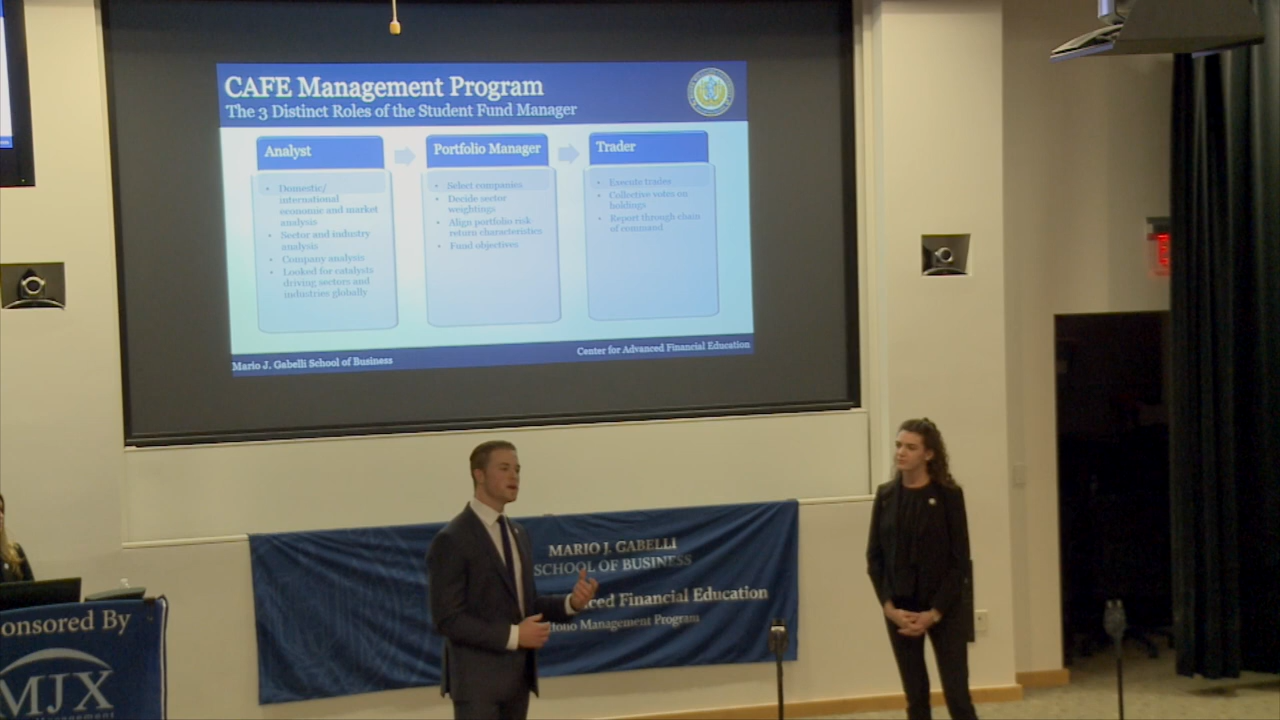 CAFE Management Program
The 3 Distinct Roles of the Student Fund Manager
Analyst
• Domestic/
international
economic and market
analysis
• Sector and industry
analysis
• Company analysis
• Looked for catalysts
driving sectors and
industries globally
Portfolio Manager
• Select companies
• Decide sector
weightings
• Align portfolio risk
return characteristics
• Fund objectives
Trader
• Execute trades
• Collective votes on
holdings
• Report through chain
of command
Mario J. Gabelli School of Business
Center for Advanced Financial Education
MARIO J. GABELLI
SCHOOL OF BUSINESS
ced Financial Education
Management Program
onsored By
MJX
Management